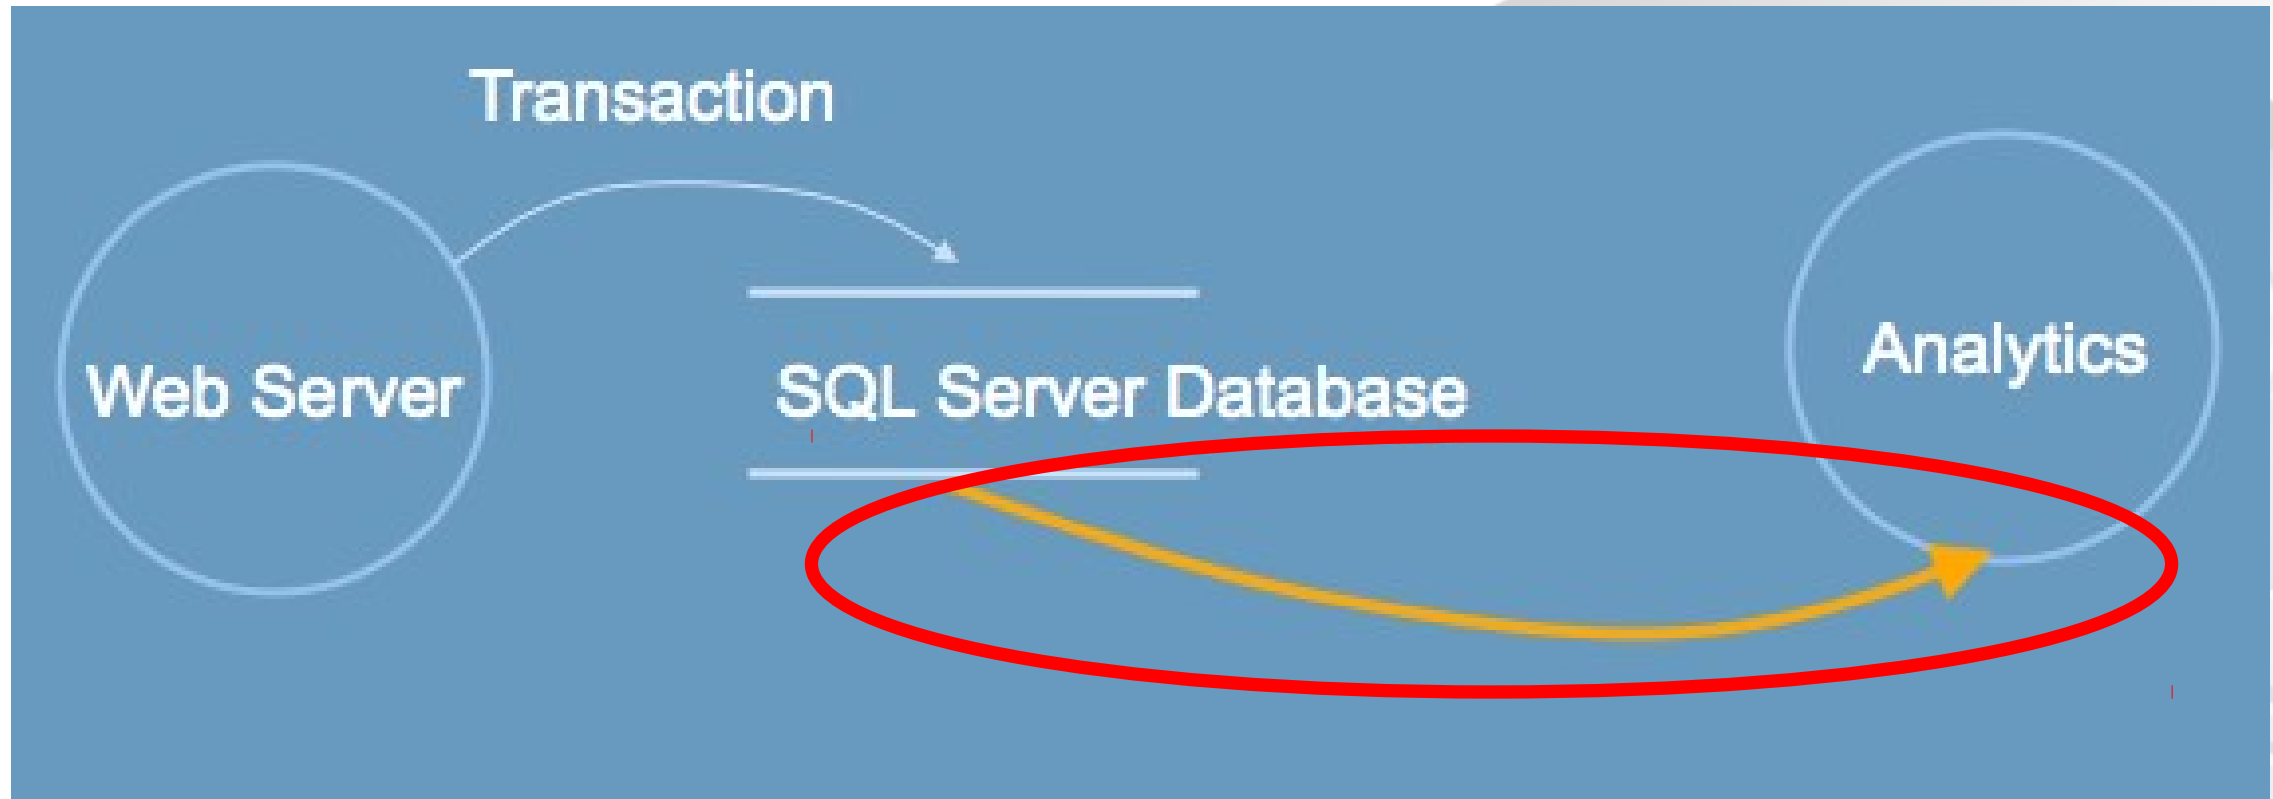 Transaction
Web Server
SQL Server Database
Analytics